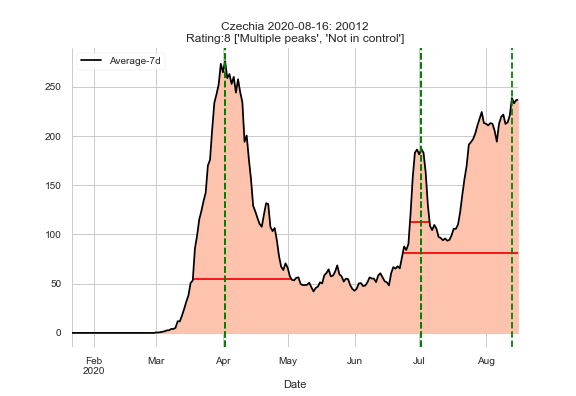 Czechia 2020-08-16: 20012
Rating:8 ['Multiple peaks', 'Not in control']
Average-7d
250
200
150
100
50
0
Feb
2020
Mar
Apr
May
Jun
Jul
Aug
Date